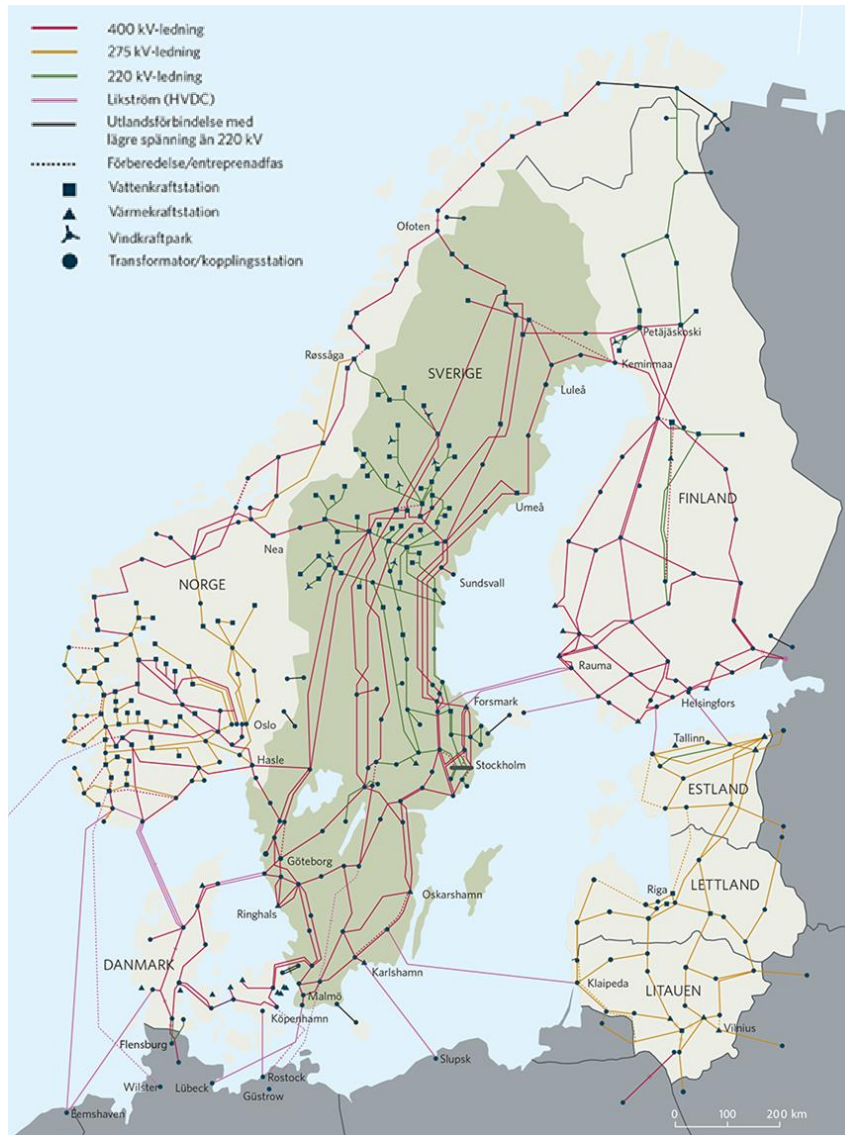 400 kV-ledning
275 kV-ledning
220 kV-ledning
Likström (HVDC)
Utlandsförbindelse med
lägre spänning än 220 kV
Förberedelse/entreprenadfas
Vattenkraftstation
Värmekraftstation
Vindkraftpark
Transformator/kopplingsstation
Ofoten
Petäjäskoski
Røssåga
Keminmaa
SVERIGE
Luleå
FINLAND
Umeå
Nea
Sundsvall
NORGE
Rauma
Forsmark
Helsingfors
Oslo
Tallinn
Hasle
Stockholm
ESTLAND
Göteborg
Riga
LETTLAND
Oskarshamn
Ringhals
DANMARK
Karlshamn
Klaipeda
LITAUEN
Malmö
Köpenhamn
Vilnius
Flensburg
Slupsk
Wilster
Lübeck
Rostock
Güstrow
Eemshaven
0 100 200 km